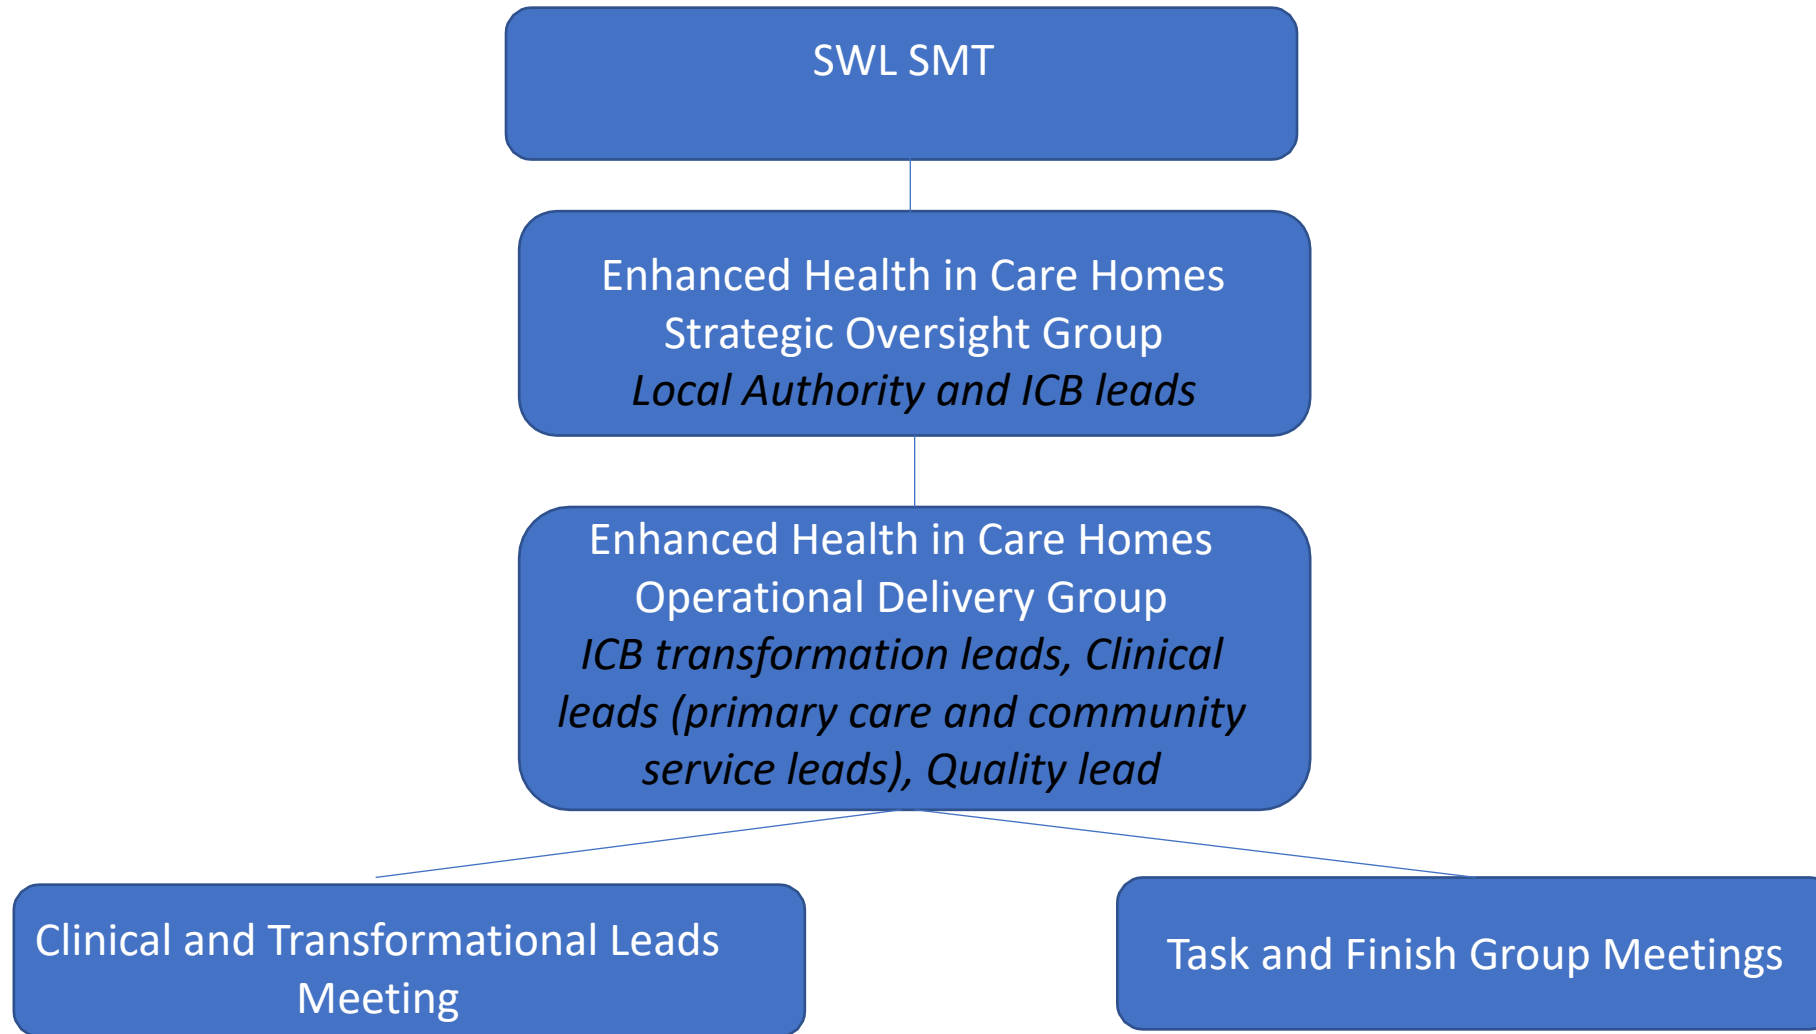 SWL SMT
Enhanced Health in Care Homes
Strategic Oversight Group
Local Authority and ICB leads
Enhanced Health in Care Homes
Operational Delivery Group
ICB transformation leads, Clinical
leads (primary care and community
service leads), Quality lead
Clinical and Transformational Leads
Meeting
Task and Finish Group Meetings